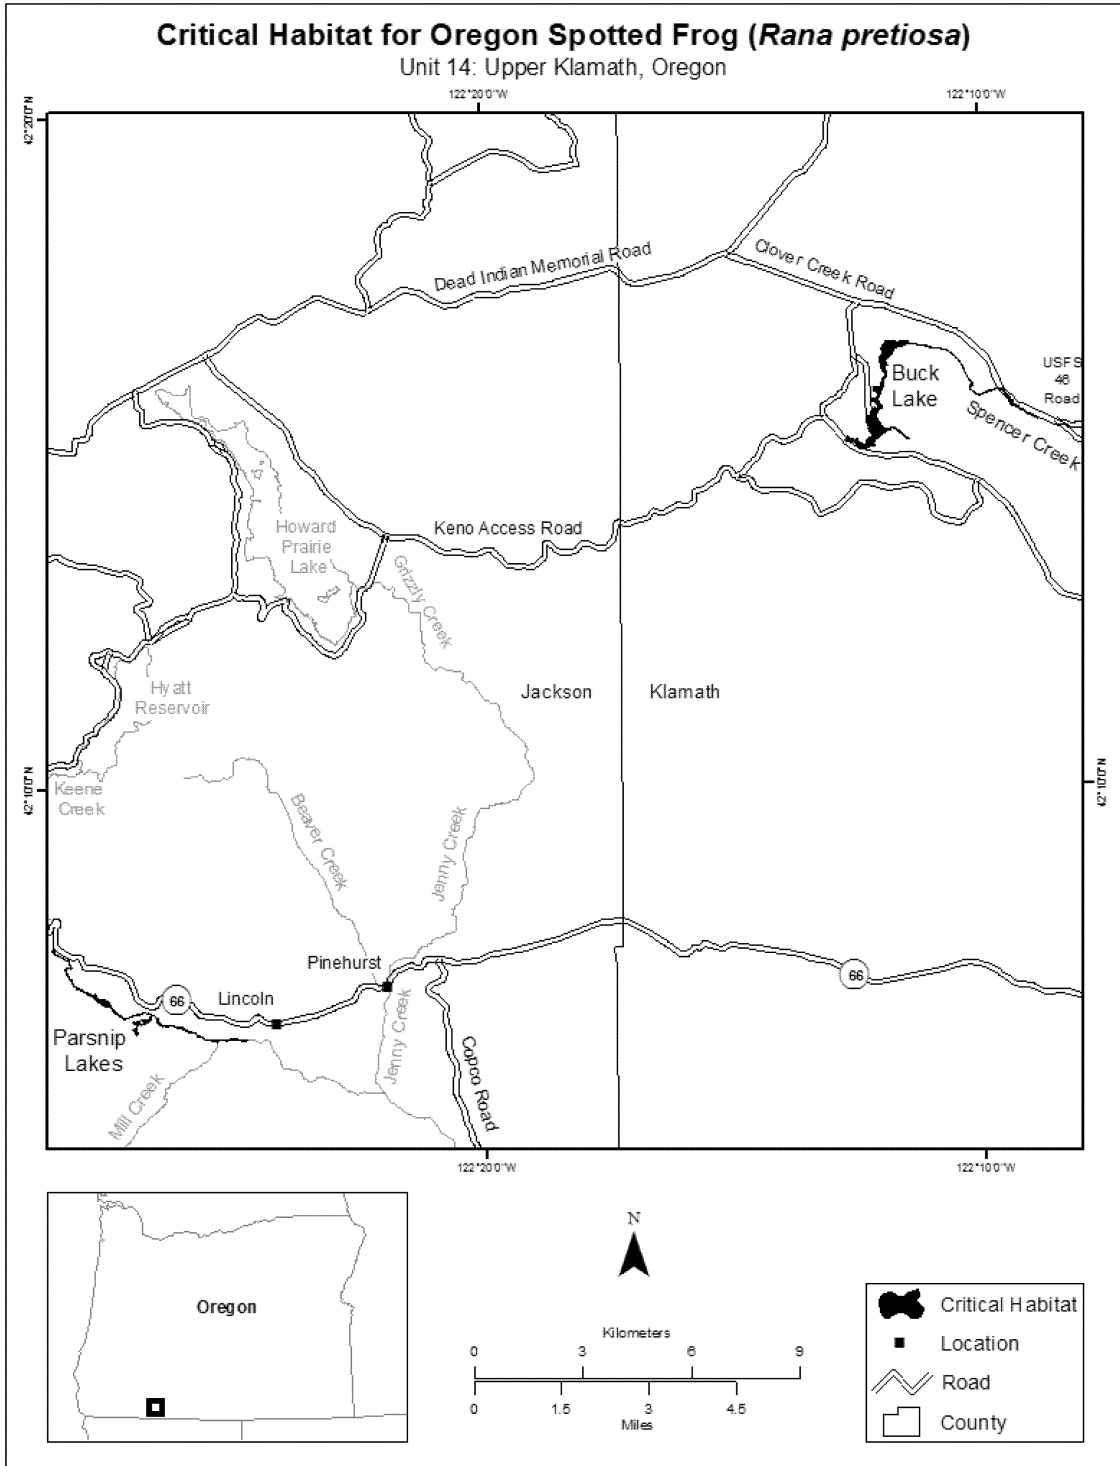 Critical Habitat for Oregon Spotted Frog (Rana pretiosa)
Unit 14: Upper Klamath, Oregon
122°20'0"W
122°10'0"W
42°20'0"N
Dead Indian Memorial Road
Clover Creek Road
USFS
46
Road
Buck
Lake
Spencer Creek
Howard
Prairie
Lake
Keno Access Road
Grizzly Creek
Hyatt
Reservoir
Jackson
Klamath
42°10'0"N
42°10'0"N
Keene
Creek
Beaver Creek
Jenny Creek
Pinehurst
66
Lincoln
66
Parsnip
Lakes
Jenny Creek
Copco Road
Mill Creek
122°20'0"W
122°10'0"W
Oregon
N
Kilometers
0 3 6 9
0 1.5 3 4.5
Miles
Critical Habitat
Location
Road
County